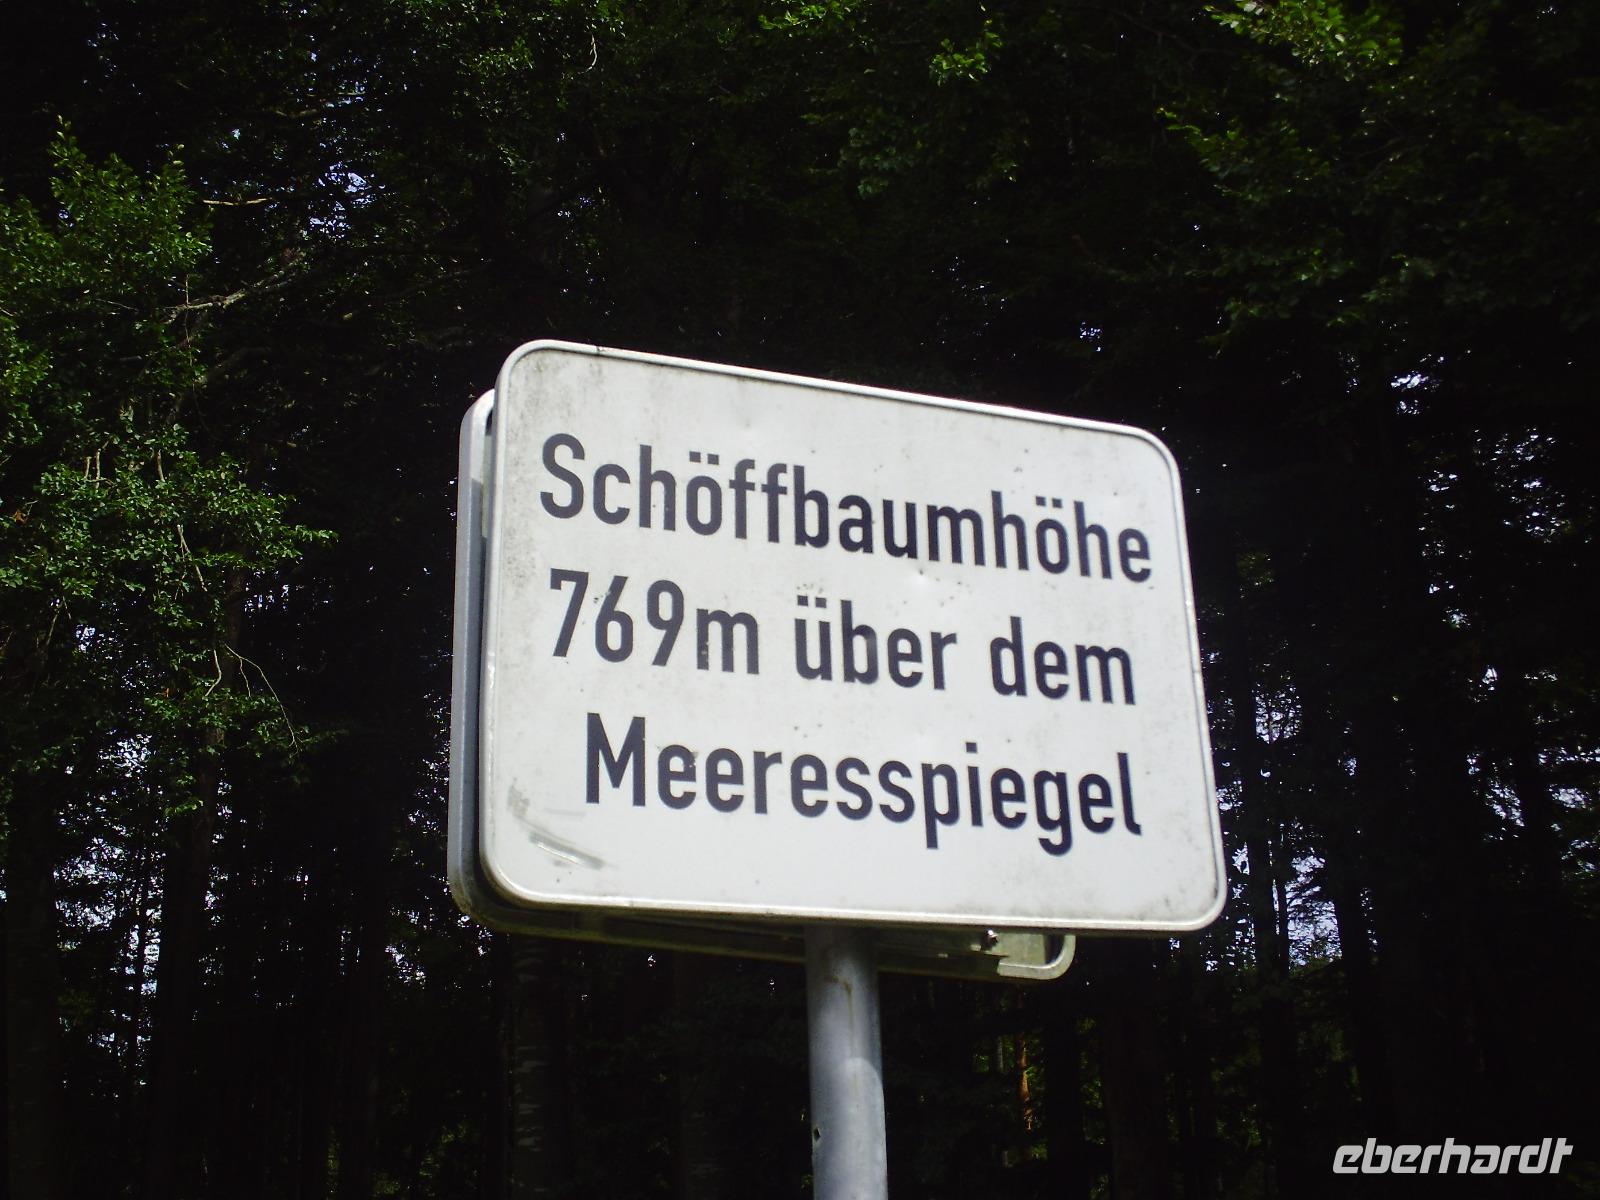 Schöffbaumhöhe
769m über dem
Meeresspiegel
eberhardt